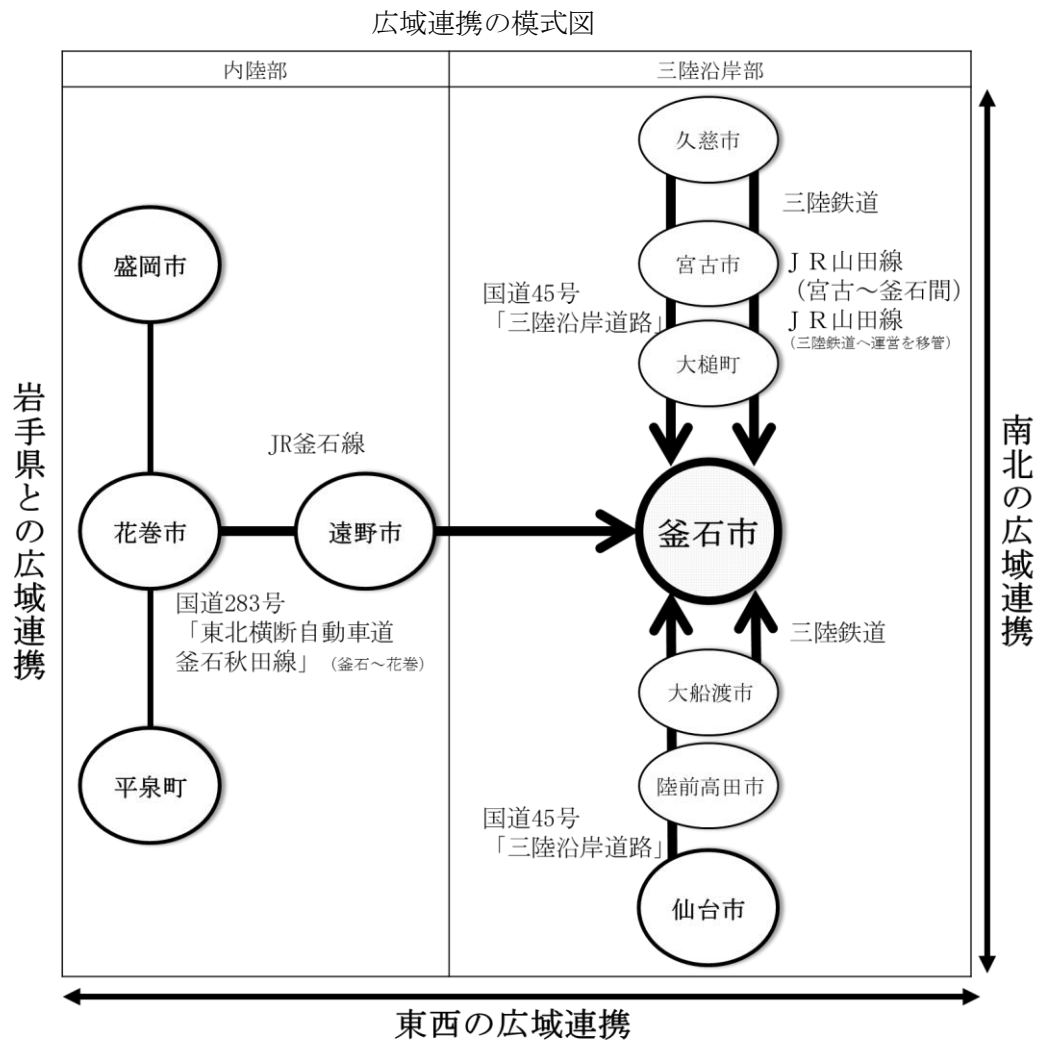 広域連携の模式図
内陸部
三陸沿岸部
久慈市
三陸鉄道
盛岡市
宮古市
ＪＲ山田線
（宮古～釜石間）
ＪＲ山田線
（三陸鉄道へ運営を移管）
国道45号
「三陸沿岸道路」
大槌町
岩手県との広域連携
南北の広域連携
JR釜石線
花巻市
遠野市
釜石市
国道283号
「東北横断自動車道
釜石秋田線」（釜石～花巻）
三陸鉄道
大船渡市
平泉町
陸前高田市
国道45号
「三陸沿岸道路」
仙台市
東西の広域連携